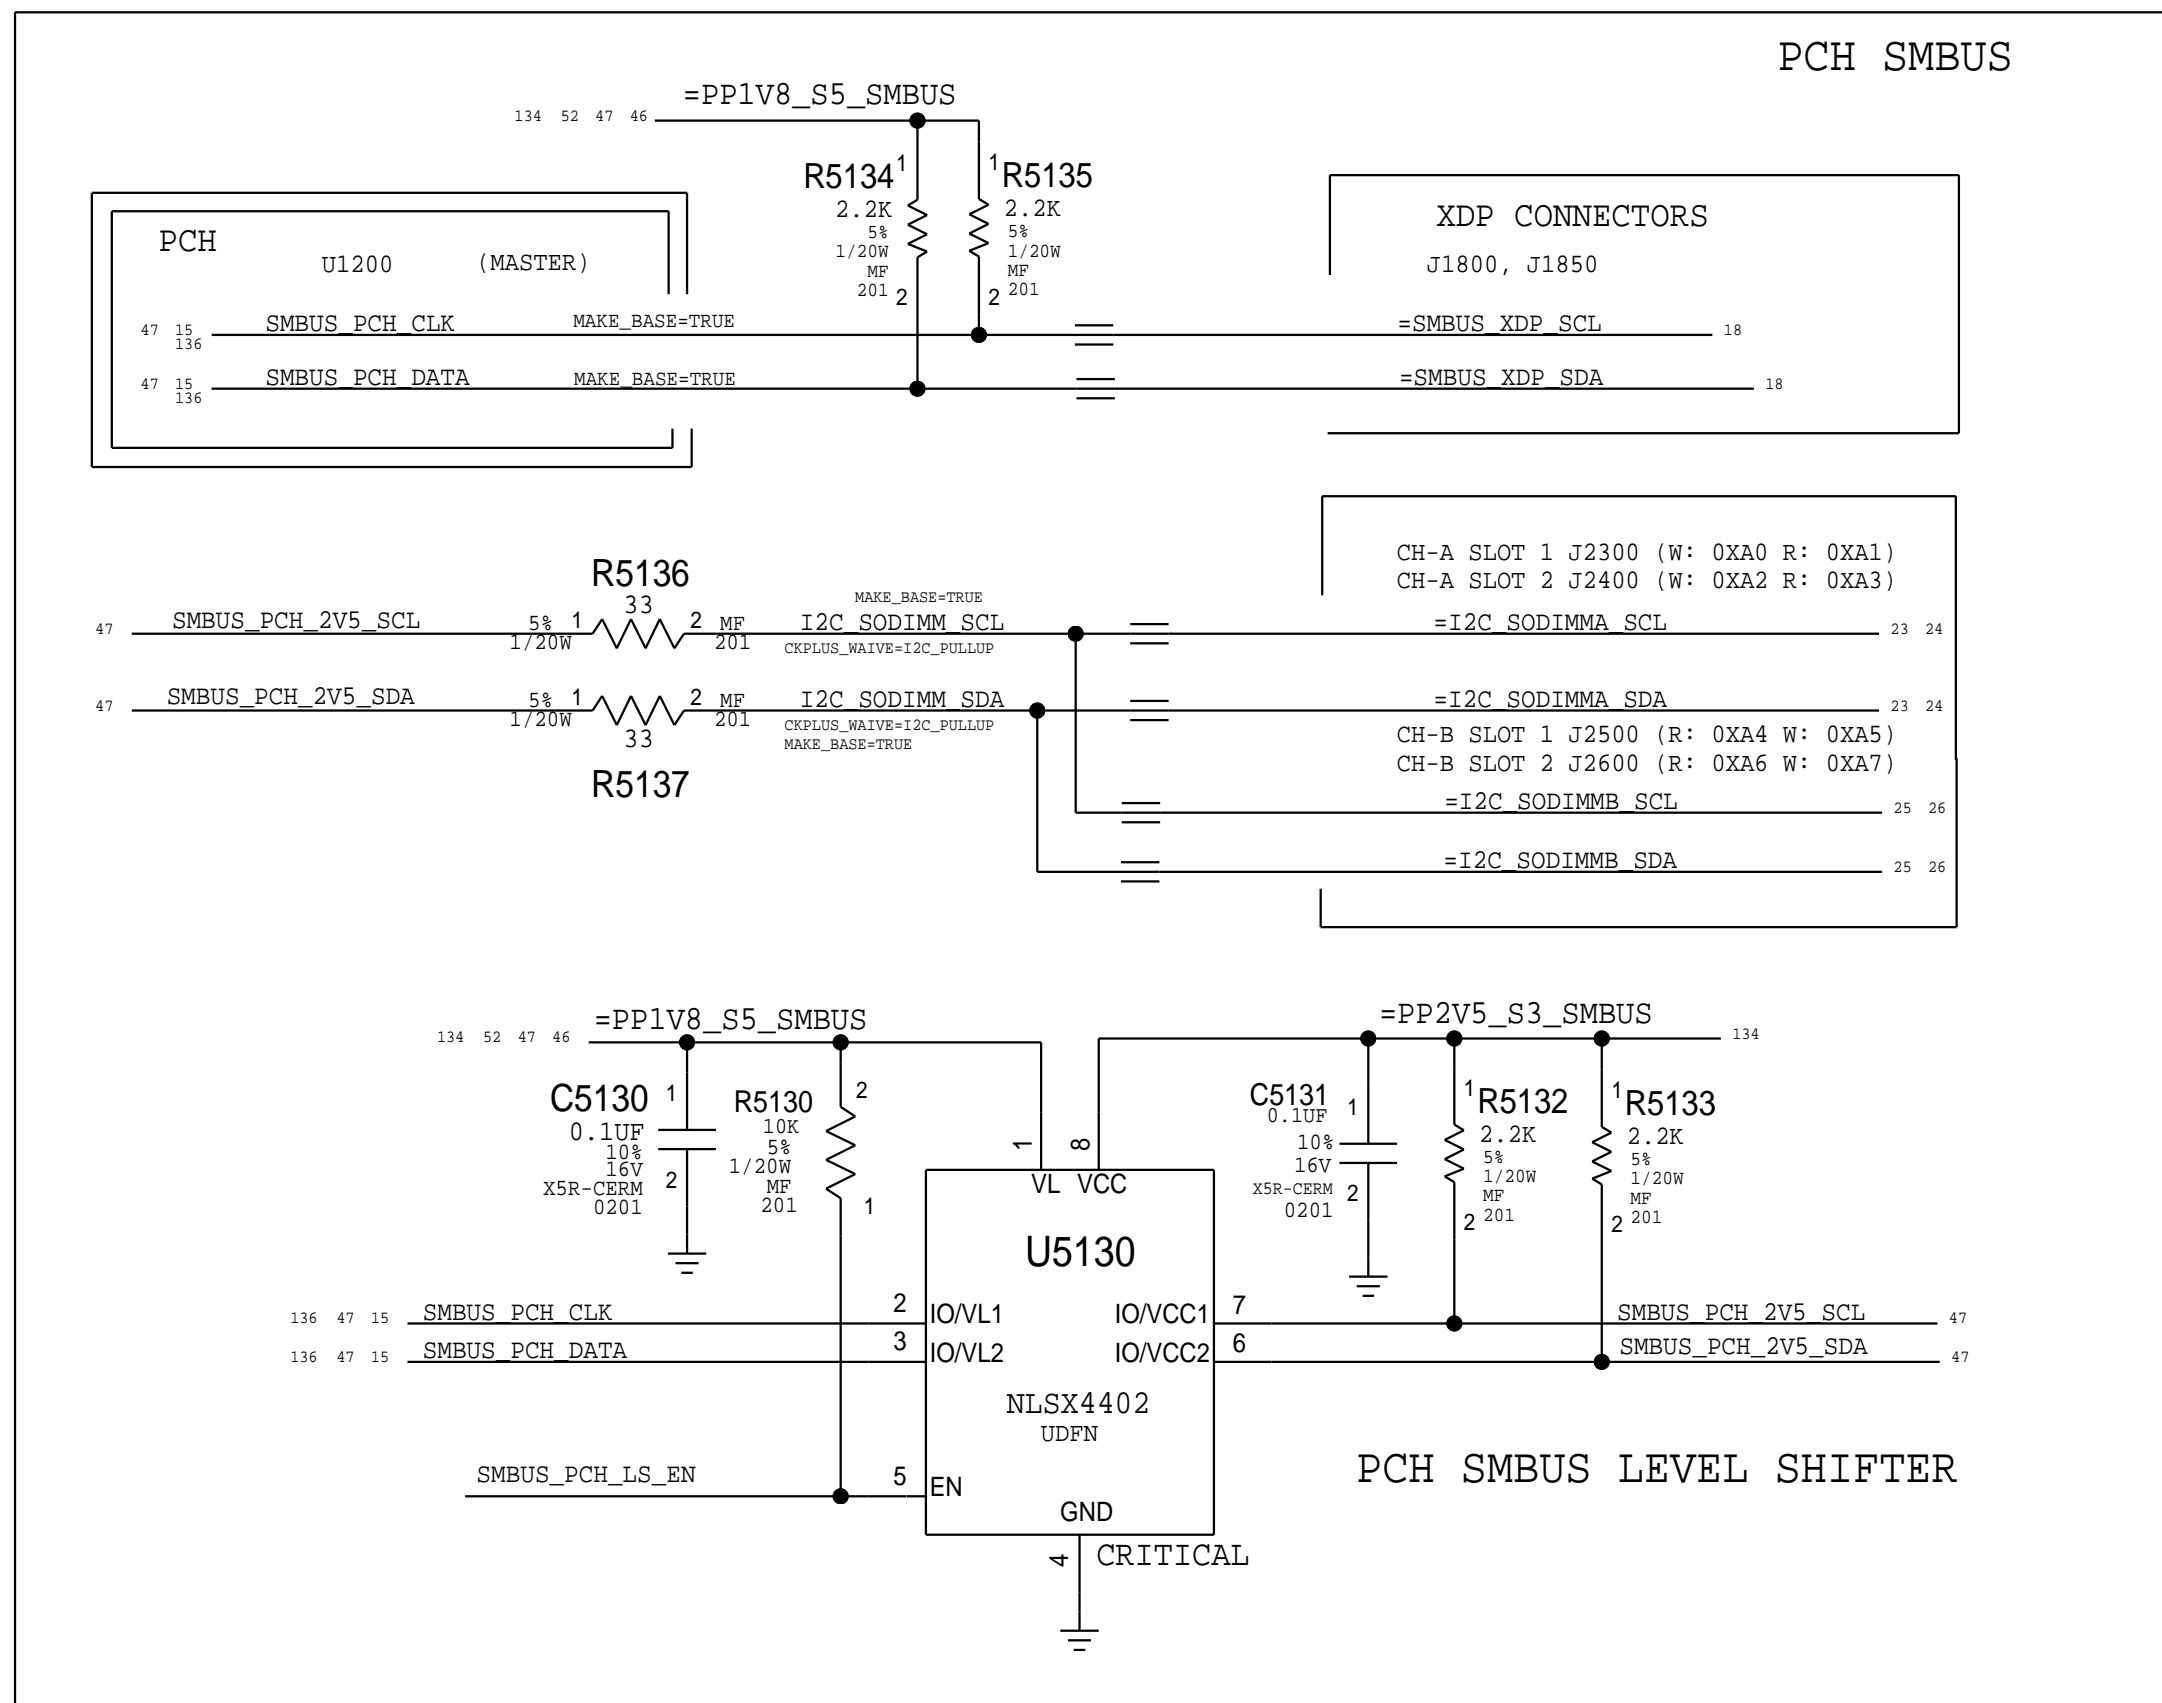 PCH SMBUS
=PP1V8_S5_SMBUS
134 52 47 46
R5134 1
2.2K
5%
1/20W
MF
201 2
1 R5135
2.2K
5%
1/20W
MF
2 201
PCH
U1200 (MASTER)
XDP CONNECTORS
J1800, J1850
47 15 SMBUS_PCH_CLK MAKE_BASE=TRUE =SMBUS_XDP_SCL 18
136
47 15 SMBUS_PCH_DATA MAKE_BASE=TRUE =SMBUS_XDP_SDA 18
136
CH-A SLOT 1 J2300 (W: 0XA0 R: 0XA1)
CH-A SLOT 2 J2400 (W: 0XA2 R: 0XA3)
R5136
33
MAKE_BASE=TRUE
47 SMBUS_PCH_2V5_SCL 5% 1 2 MF I2C_SODIMM_SCL =I2C_SODIMMA_SCL 23 24
1/20W 201 CKPLUS_WAIVE=I2C_PULLUP
47 SMBUS_PCH_2V5_SDA 5% 1 2 MF I2C_SODIMM_SDA =I2C_SODIMMA_SDA 23 24
1/20W 201 CKPLUS_WAIVE=I2C_PULLUP
33 MAKE_BASE=TRUE
R5137
CH-B SLOT 1 J2500 (R: 0XA4 W: 0XA5)
CH-B SLOT 2 J2600 (R: 0XA6 W: 0XA7)
=I2C_SODIMMB_SCL 25 26
=I2C_SODIMMB_SDA 25 26
=PP1V8_S5_SMBUS
134 52 47 46
=PP2V5_S3_SMBUS
134
C5130 1
0.1UF
10%
16V
X5R-CERM 2
0201
R5130 2
10K
5%
1/20W
MF
201 1
C5131
0.1UF 1
10%
16V
X5R-CERM 2
0201
1 R5132
2.2K
5%
1/20W
MF
2 201
1 R5133
2.2K
5%
1/20W
MF
2 201
1 8
VL VCC
U5130
136 47 15 SMBUS_PCH_CLK 2 IO/VL1 IO/VCC1 7 SMBUS_PCH_2V5_SCL 47
136 47 15 SMBUS_PCH_DATA 3 IO/VL2 IO/VCC2 6 SMBUS_PCH_2V5_SDA 47
NLSX4402
UDFN
SMBUS_PCH_LS_EN 5 EN
PCH SMBUS LEVEL SHIFTER
GND
4 CRITICAL